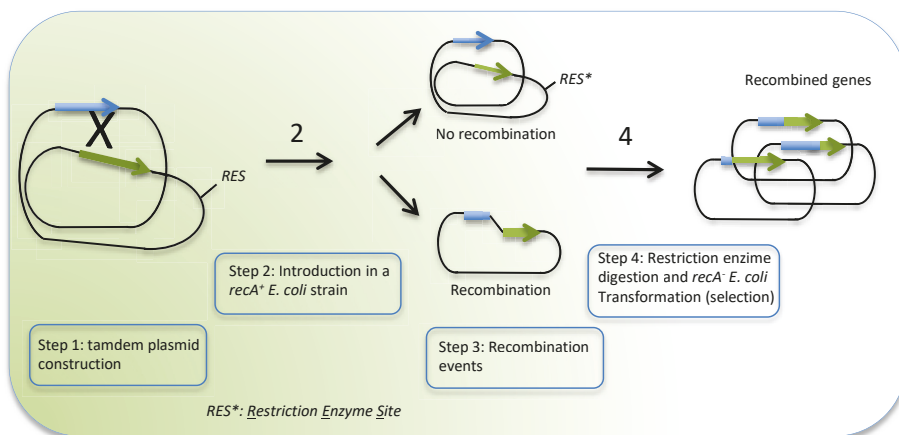 X
RES
Step 1: tamdem plasmid
construction
2
Step 2: Introduction in a
recA⁺ E. coli strain
RES*
No recombination
Recombination
Step 3: Recombination
events
4
Step 4: Restriction enzime
digestion and recA⁻ E. coli
Transformation (selection)
Recombined genes
RES*: Restriction Enzyme Site